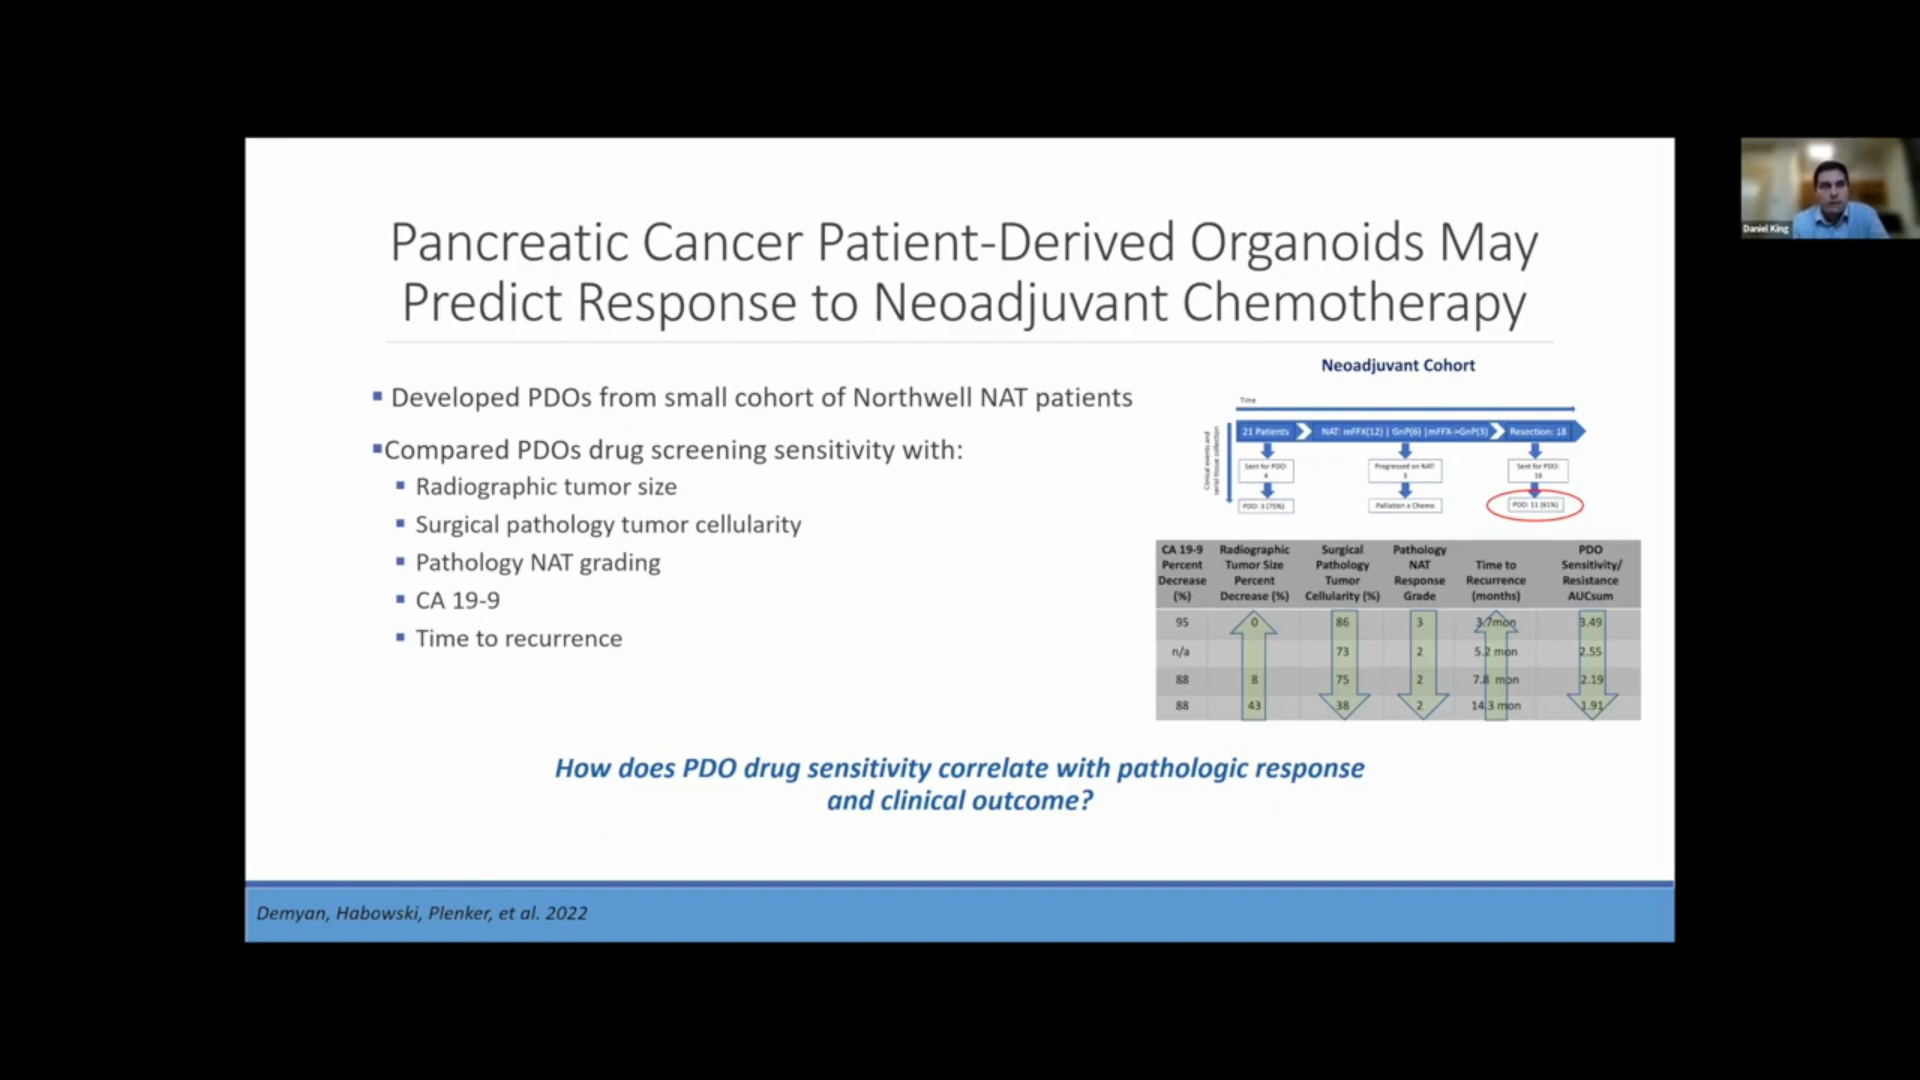 Pancreatic Cancer Patient-Derived Organoids May
Predict Response to Neoadjuvant Chemotherapy
Developed PDOs from small cohort of Northwell NAT patients
Compared PDOs drug screening sensitivity with:
Radiographic tumor size
Surgical pathology tumor cellularity
Pathology NAT grading
CA 19-9
Time to recurrence
Neoadjuvant Cohort
Time
Clinical events and
serial tissue collection
21 Patients NAT: mFFX(12) | GnP(6) |mFFX->GnP(3) Resection: 18
Sent for PDO: 4
Progressed on NAT: 3
Sent for PDO: 18
PDO: 3 (75%)
Palliation ± Chemo
PDO: 11 (61%)
CA 19-9 Percent Decrease (%)
Radiographic Tumor Size Percent Decrease (%)
Surgical Pathology Tumor Cellularity (%)
Pathology NAT Response Grade
Time to Recurrence (months)
PDO Sensitivity/ Resistance AUCsum
95 0 86 3 3.7mon 3.49
n/a 73 2 5.2 mon 2.55
88 8 75 2 7.8 mon 2.19
88 43 38 2 14.3 mon 1.91
How does PDO drug sensitivity correlate with pathologic response
and clinical outcome?
Demyan, Habowski, Plenker, et al. 2022
Daniel King